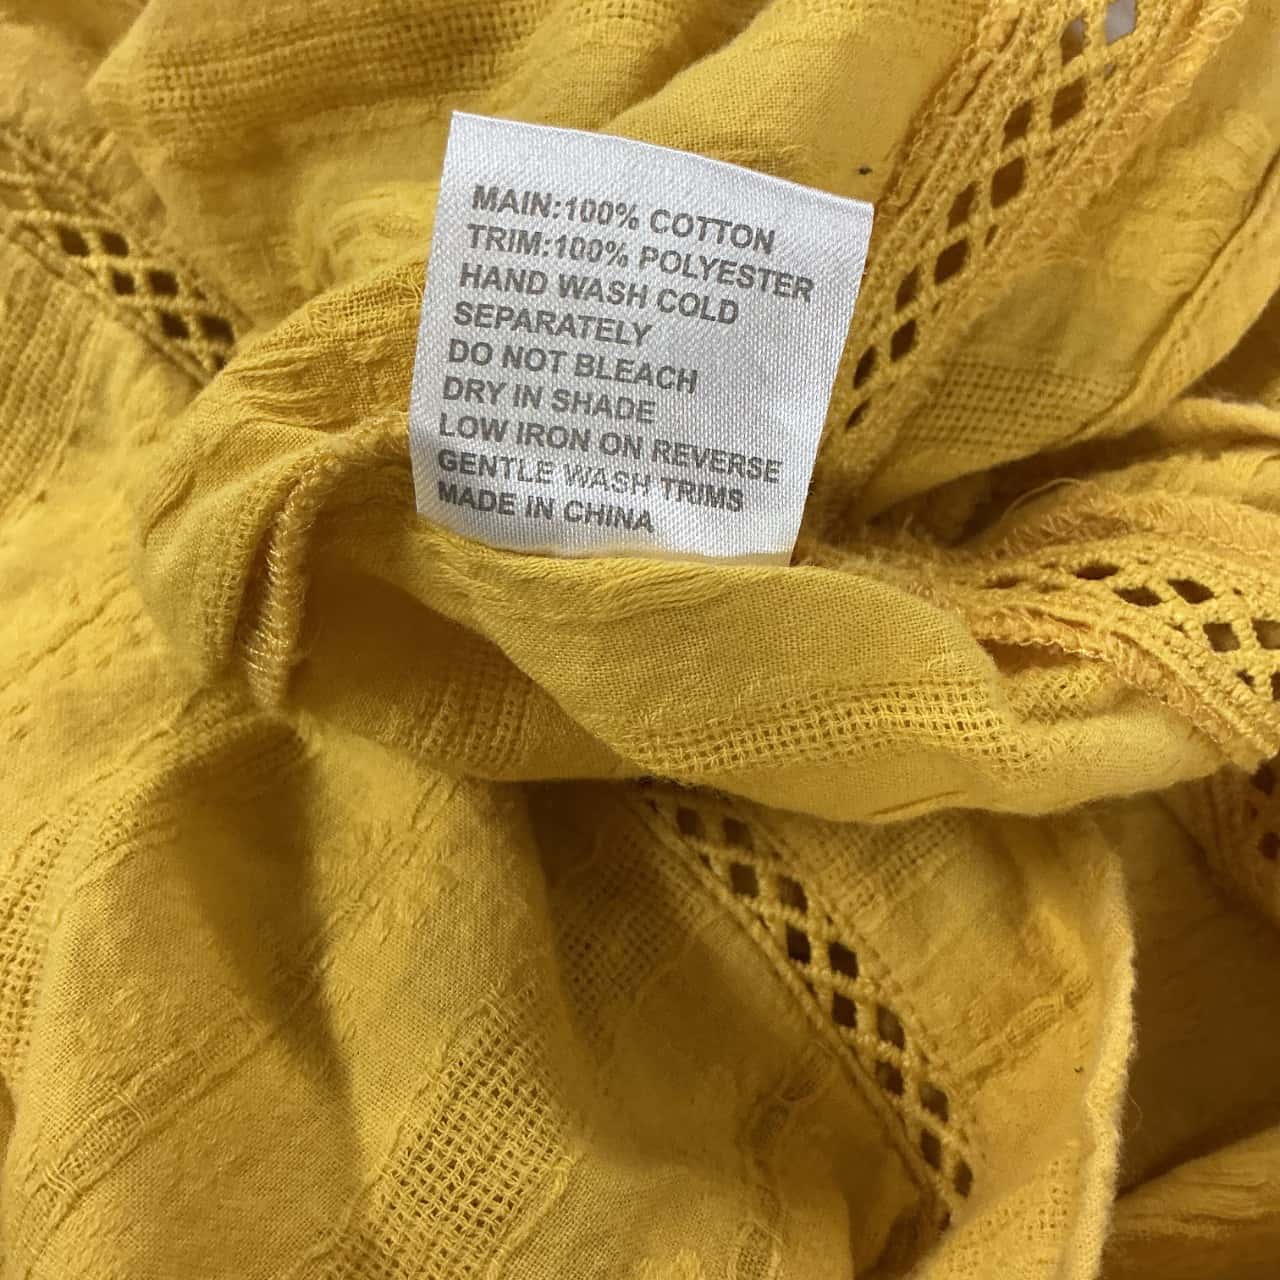 MAIN:100% COTTON
TRIM:100% POLYESTER
HAND WASH COLD
SEPARATELY
DO NOT BLEACH
DRY IN SHADE
LOW IRON ON REVERSE
GENTLE WASH TRIMS
MADE IN CHINA